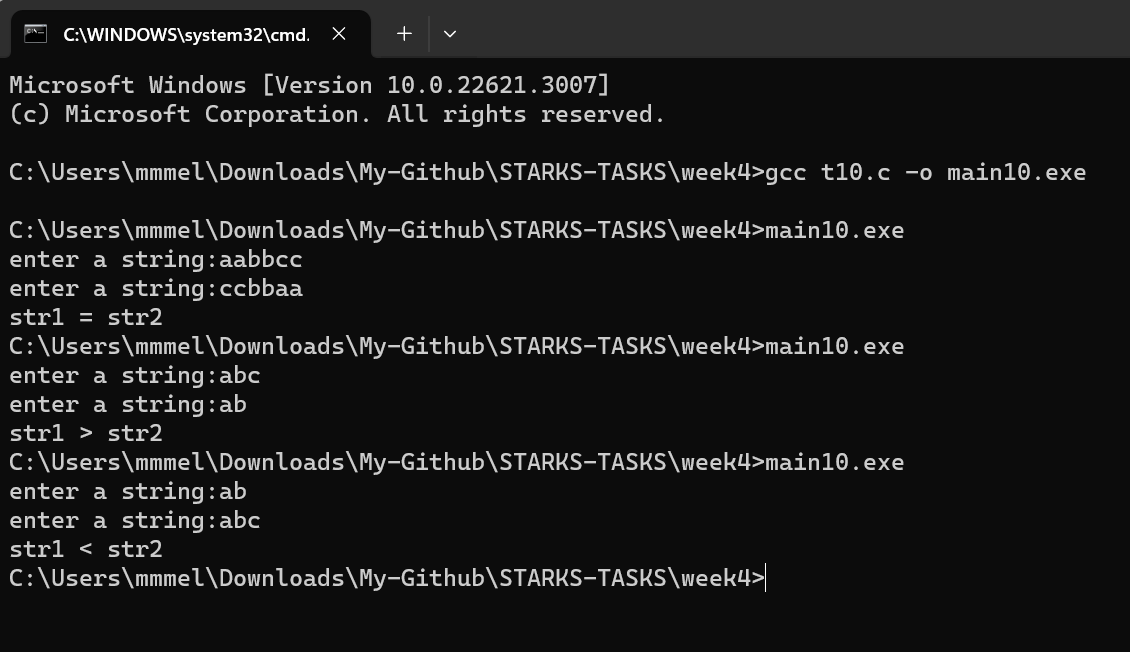 C:\WINDOWS\system32\cmd.
Microsoft Windows [Version 10.0.22621.3007]
(c) Microsoft Corporation. All rights reserved.
C:\Users\mmmel\Downloads\My-Github\STARKS-TASKS\week4>gcc t10.c -o main10.exe
C:\Users\mmmel\Downloads\My-Github\STARKS-TASKS\week4>main10.exe
enter a string:aabbcc
enter a string:ccbbaa
str1 = str2
C:\Users\mmmel\Downloads\My-Github\STARKS-TASKS\week4>main10.exe
enter a string:abc
enter a string:ab
str1 > str2
C:\Users\mmmel\Downloads\My-Github\STARKS-TASKS\week4>main10.exe
enter a string:ab
enter a string:abc
str1 < str2
C:\Users\mmmel\Downloads\My-Github\STARKS-TASKS\week4>